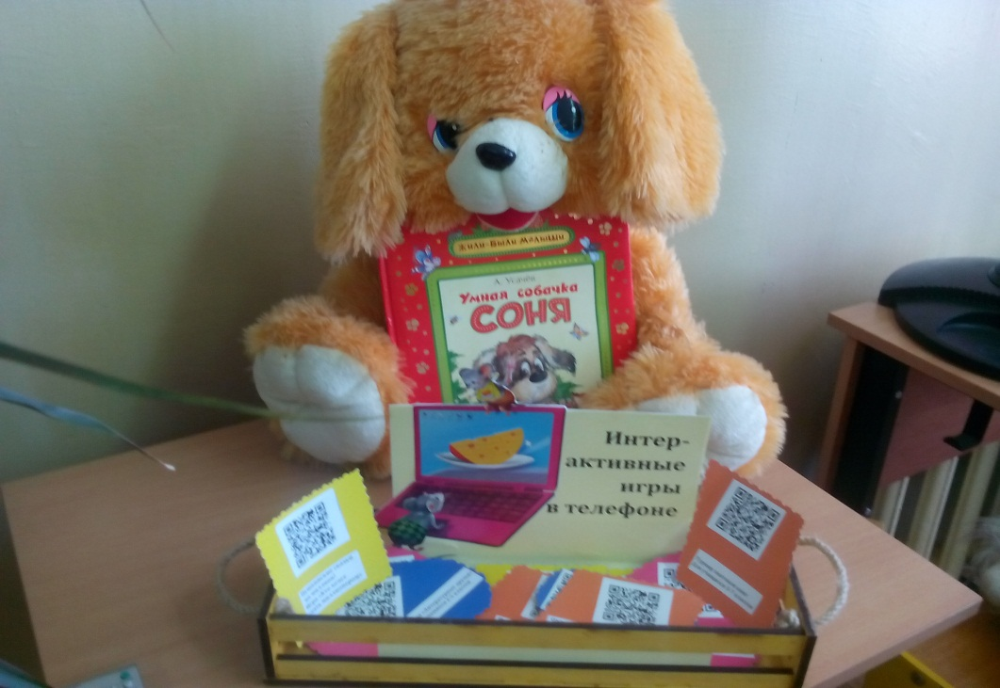 Жили-Были Малыши
А. Усачёв
Умная собачка
СОНЯ
Интер-
активные
игры
в телефоне